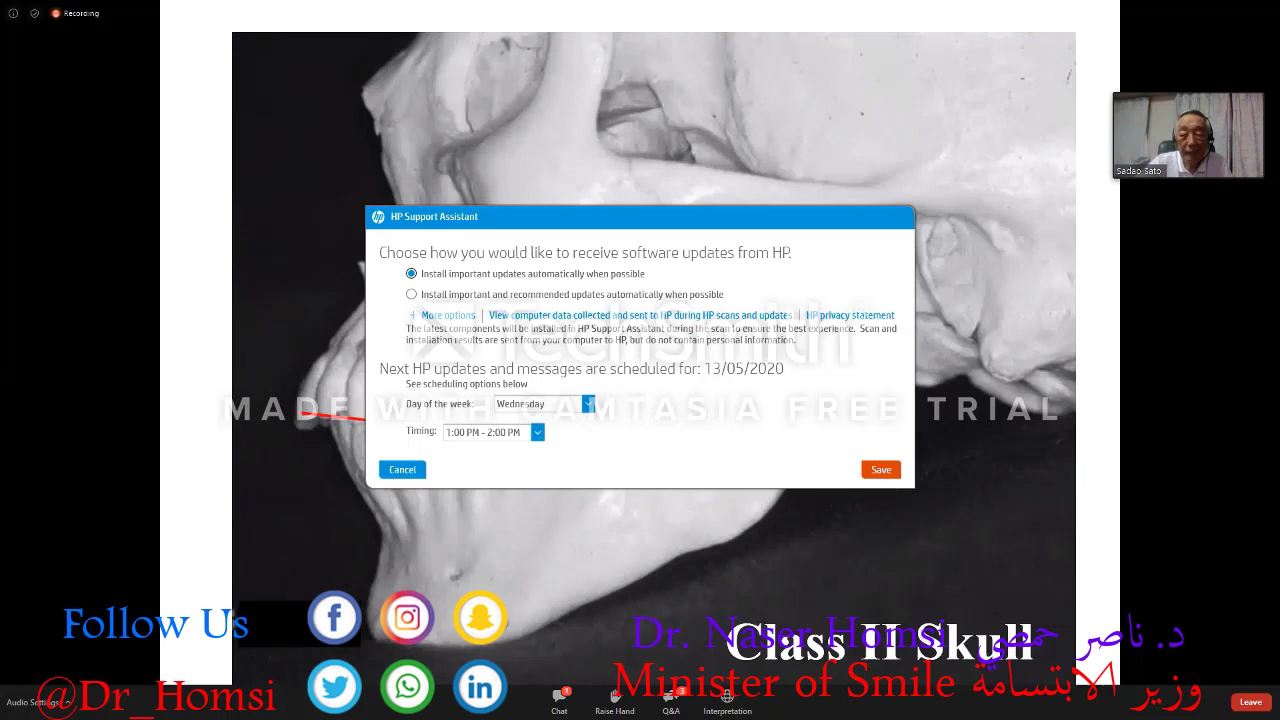 Recording
Sadao Sato
HP Support Assistant
Choose how you would like to receive software updates from HP.
Install important updates automatically when possible
Install important and recommended updates automatically when possible
+ More options | View computer data collected and sent to HP during HP scans and updates | HP privacy statement
The latest components will be installed in HP Support Assistant during the scan to ensure the best experience. Scan and
installation results are sent from your computer to HP, but do not contain personal information.
TechSmith
Next HP updates and messages are scheduled for: 13/05/2020
See scheduling options below
Day of the week: Wednesday
MADE WITH CAMTASIA FREE TRIAL
Timing: 1:00 PM - 2:00 PM
Cancel
Save
Follow Us
Dr. Naser Homsi د. ناصر حمصي
Class II Skull
@Dr_Homsi
Minister of Smile وزير الابتسامة
Audio Settings
1
3
Chat
Raise Hand
Q&A
Interpretation
Leave